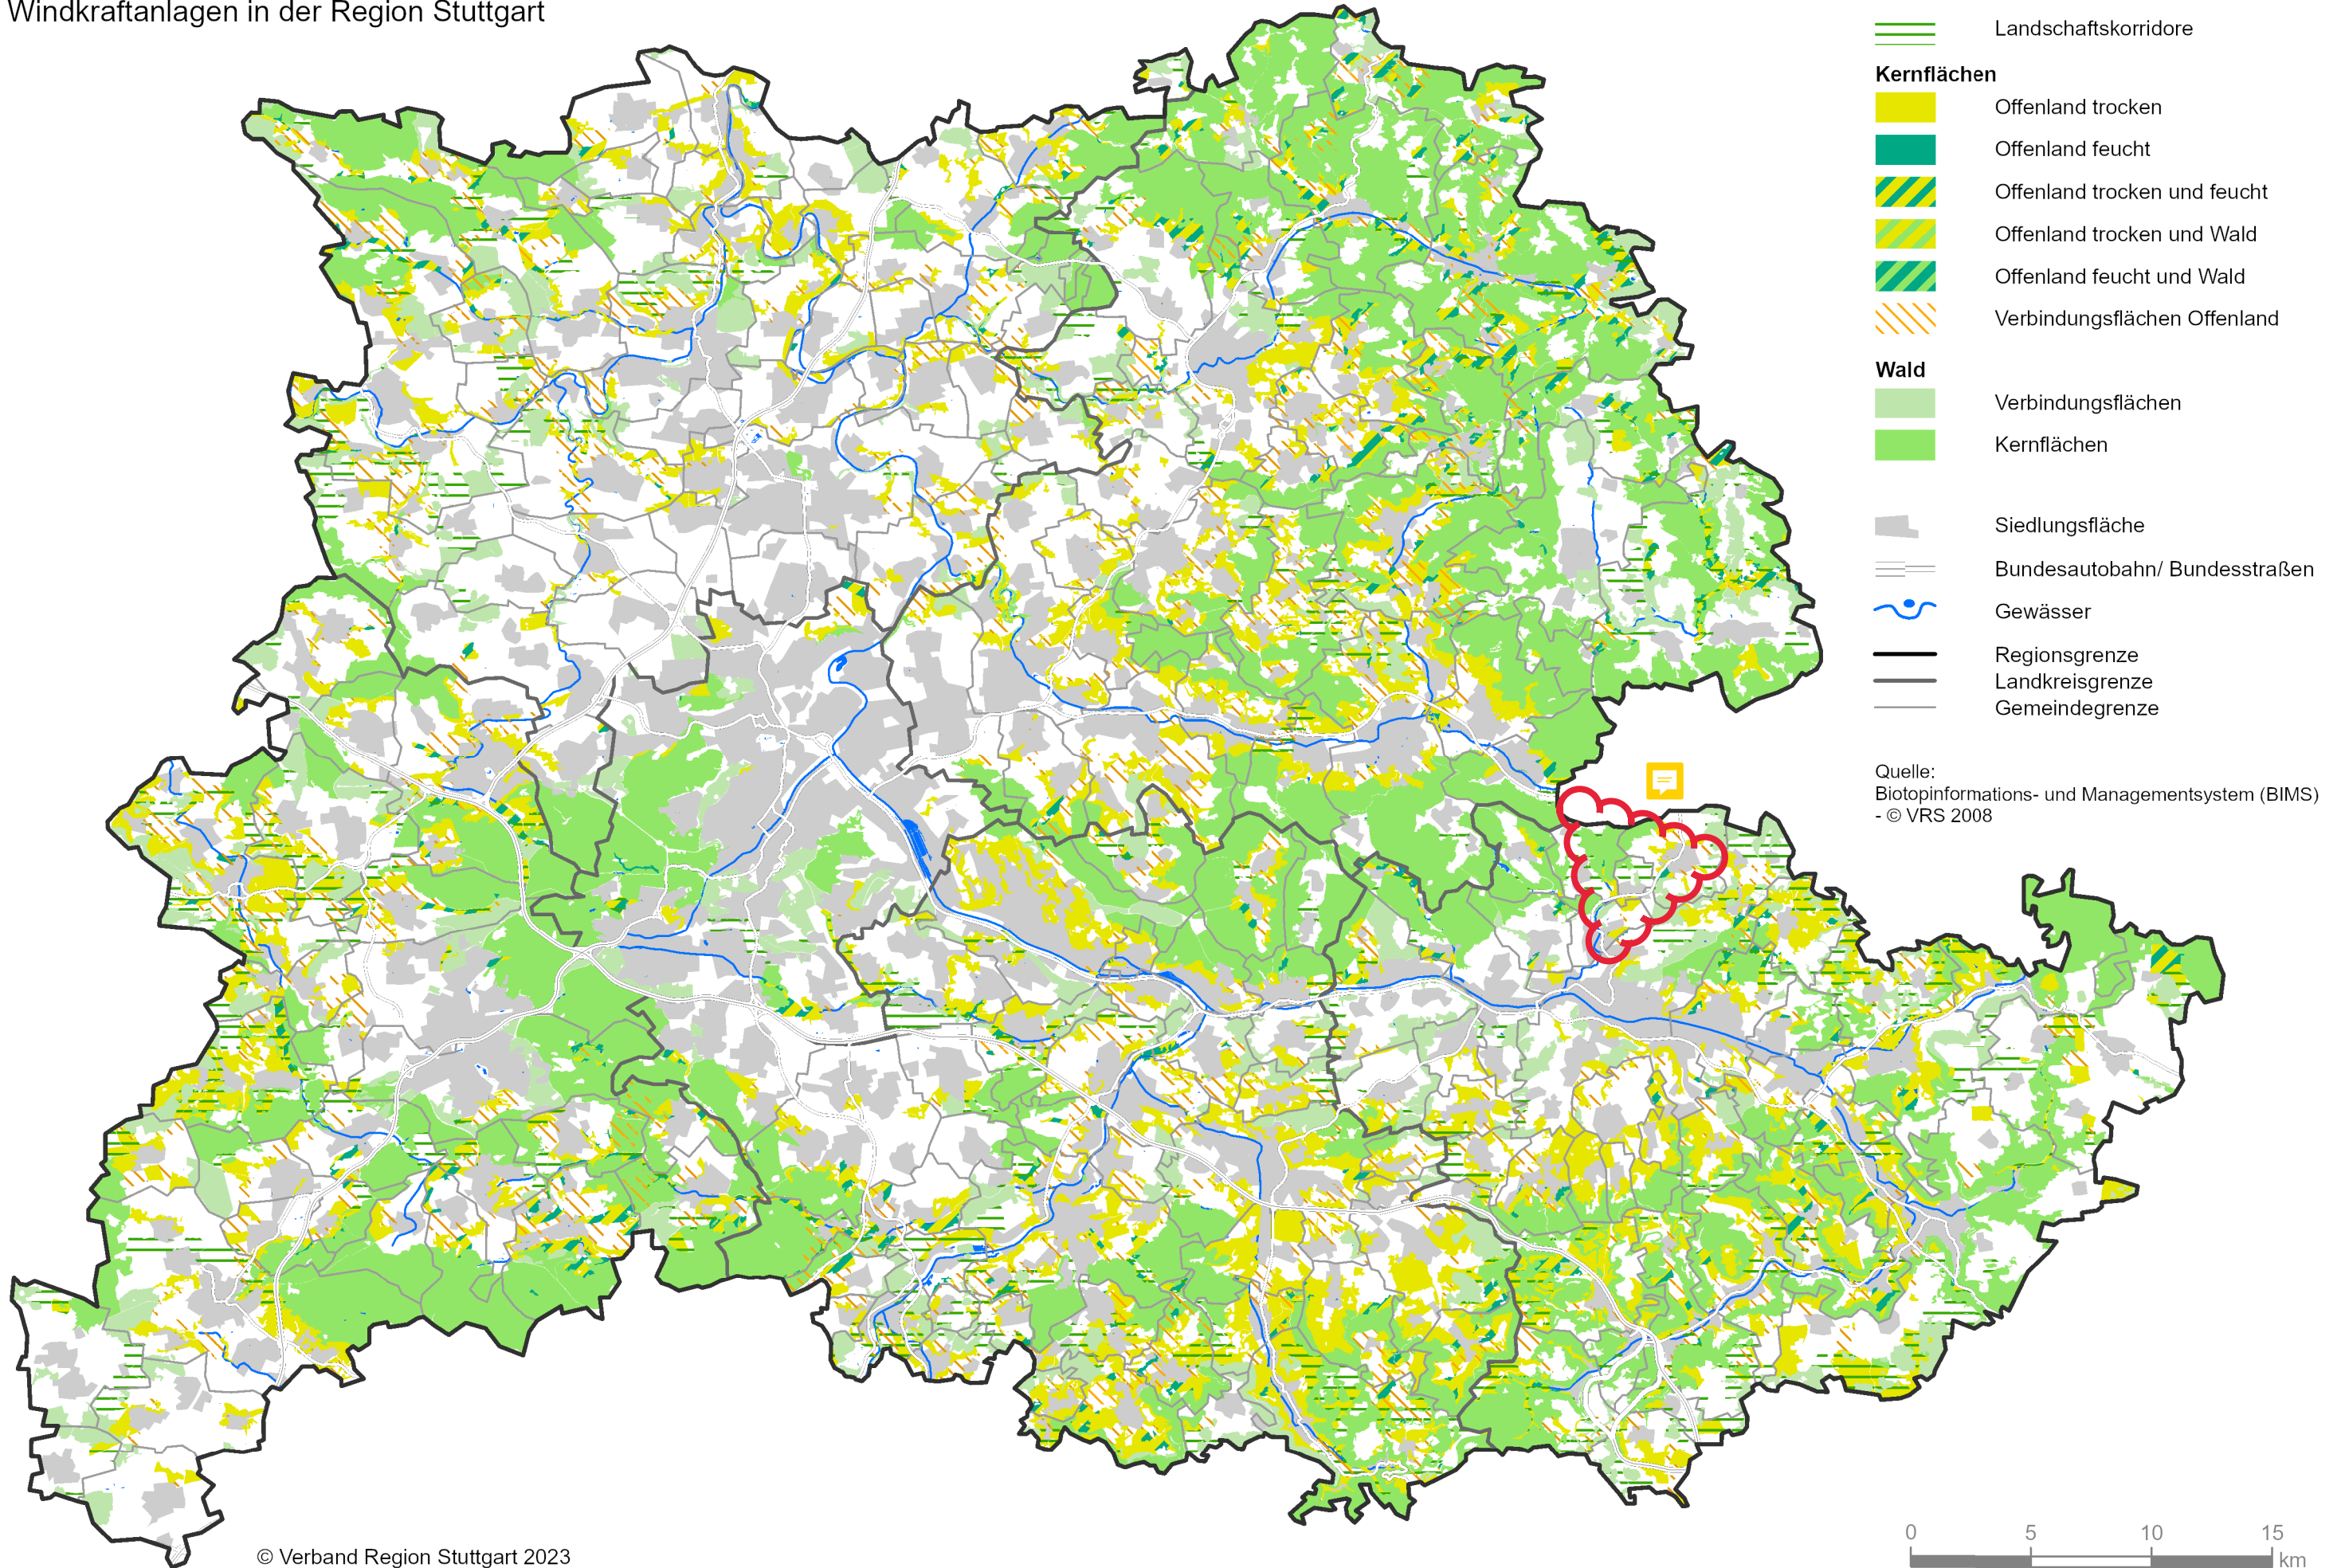 Windkraftanlagen in der Region Stuttgart
Landschaftskorridore
Kernflächen
Offenland trocken
Offenland feucht
Offenland trocken und feucht
Offenland trocken und Wald
Offenland feucht und Wald
Verbindungsflächen Offenland
Wald
Verbindungsflächen
Kernflächen
Siedlungsfläche
Bundesautobahn/ Bundesstraßen
Gewässer
Regionsgrenze
Landkreisgrenze
Gemeindegrenze
Quelle:
Biotopinformations- und Managementsystem (BIMS)
- © VRS 2008
0 5 10 15
km
© Verband Region Stuttgart 2023